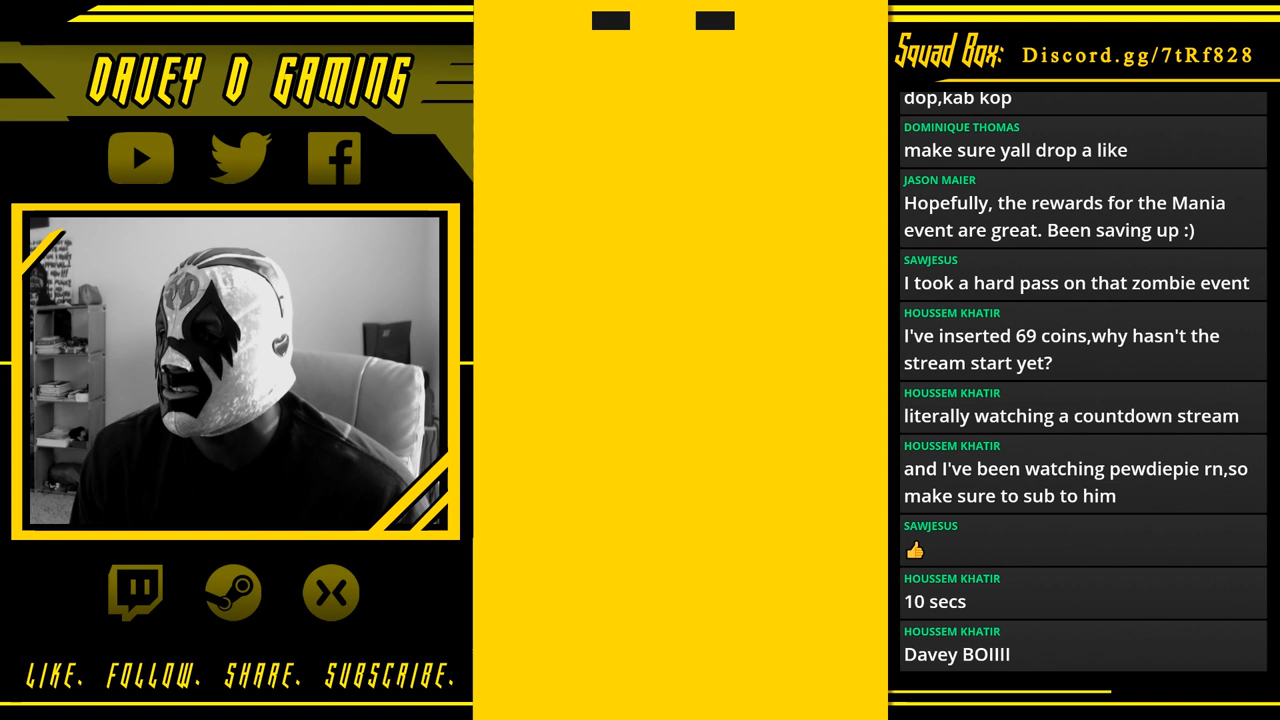 DAVEY D GAMING
LIKE. FOLLOW. SHARE. SUBSCRIBE.
Squad Box: Discord.gg/7tRf828
dop,kab kop
DOMINIQUE THOMAS
make sure yall drop a like
JASON MAIER
Hopefully, the rewards for the Mania
event are great. Been saving up :)
SAWJESUS
I took a hard pass on that zombie event
HOUSSEM KHATIR
I've inserted 69 coins,why hasn't the
stream start yet?
HOUSSEM KHATIR
literally watching a countdown stream
HOUSSEM KHATIR
and I've been watching pewdiepie rn,so
make sure to sub to him
SAWJESUS
👍
HOUSSEM KHATIR
10 secs
HOUSSEM KHATIR
Davey BOIIII